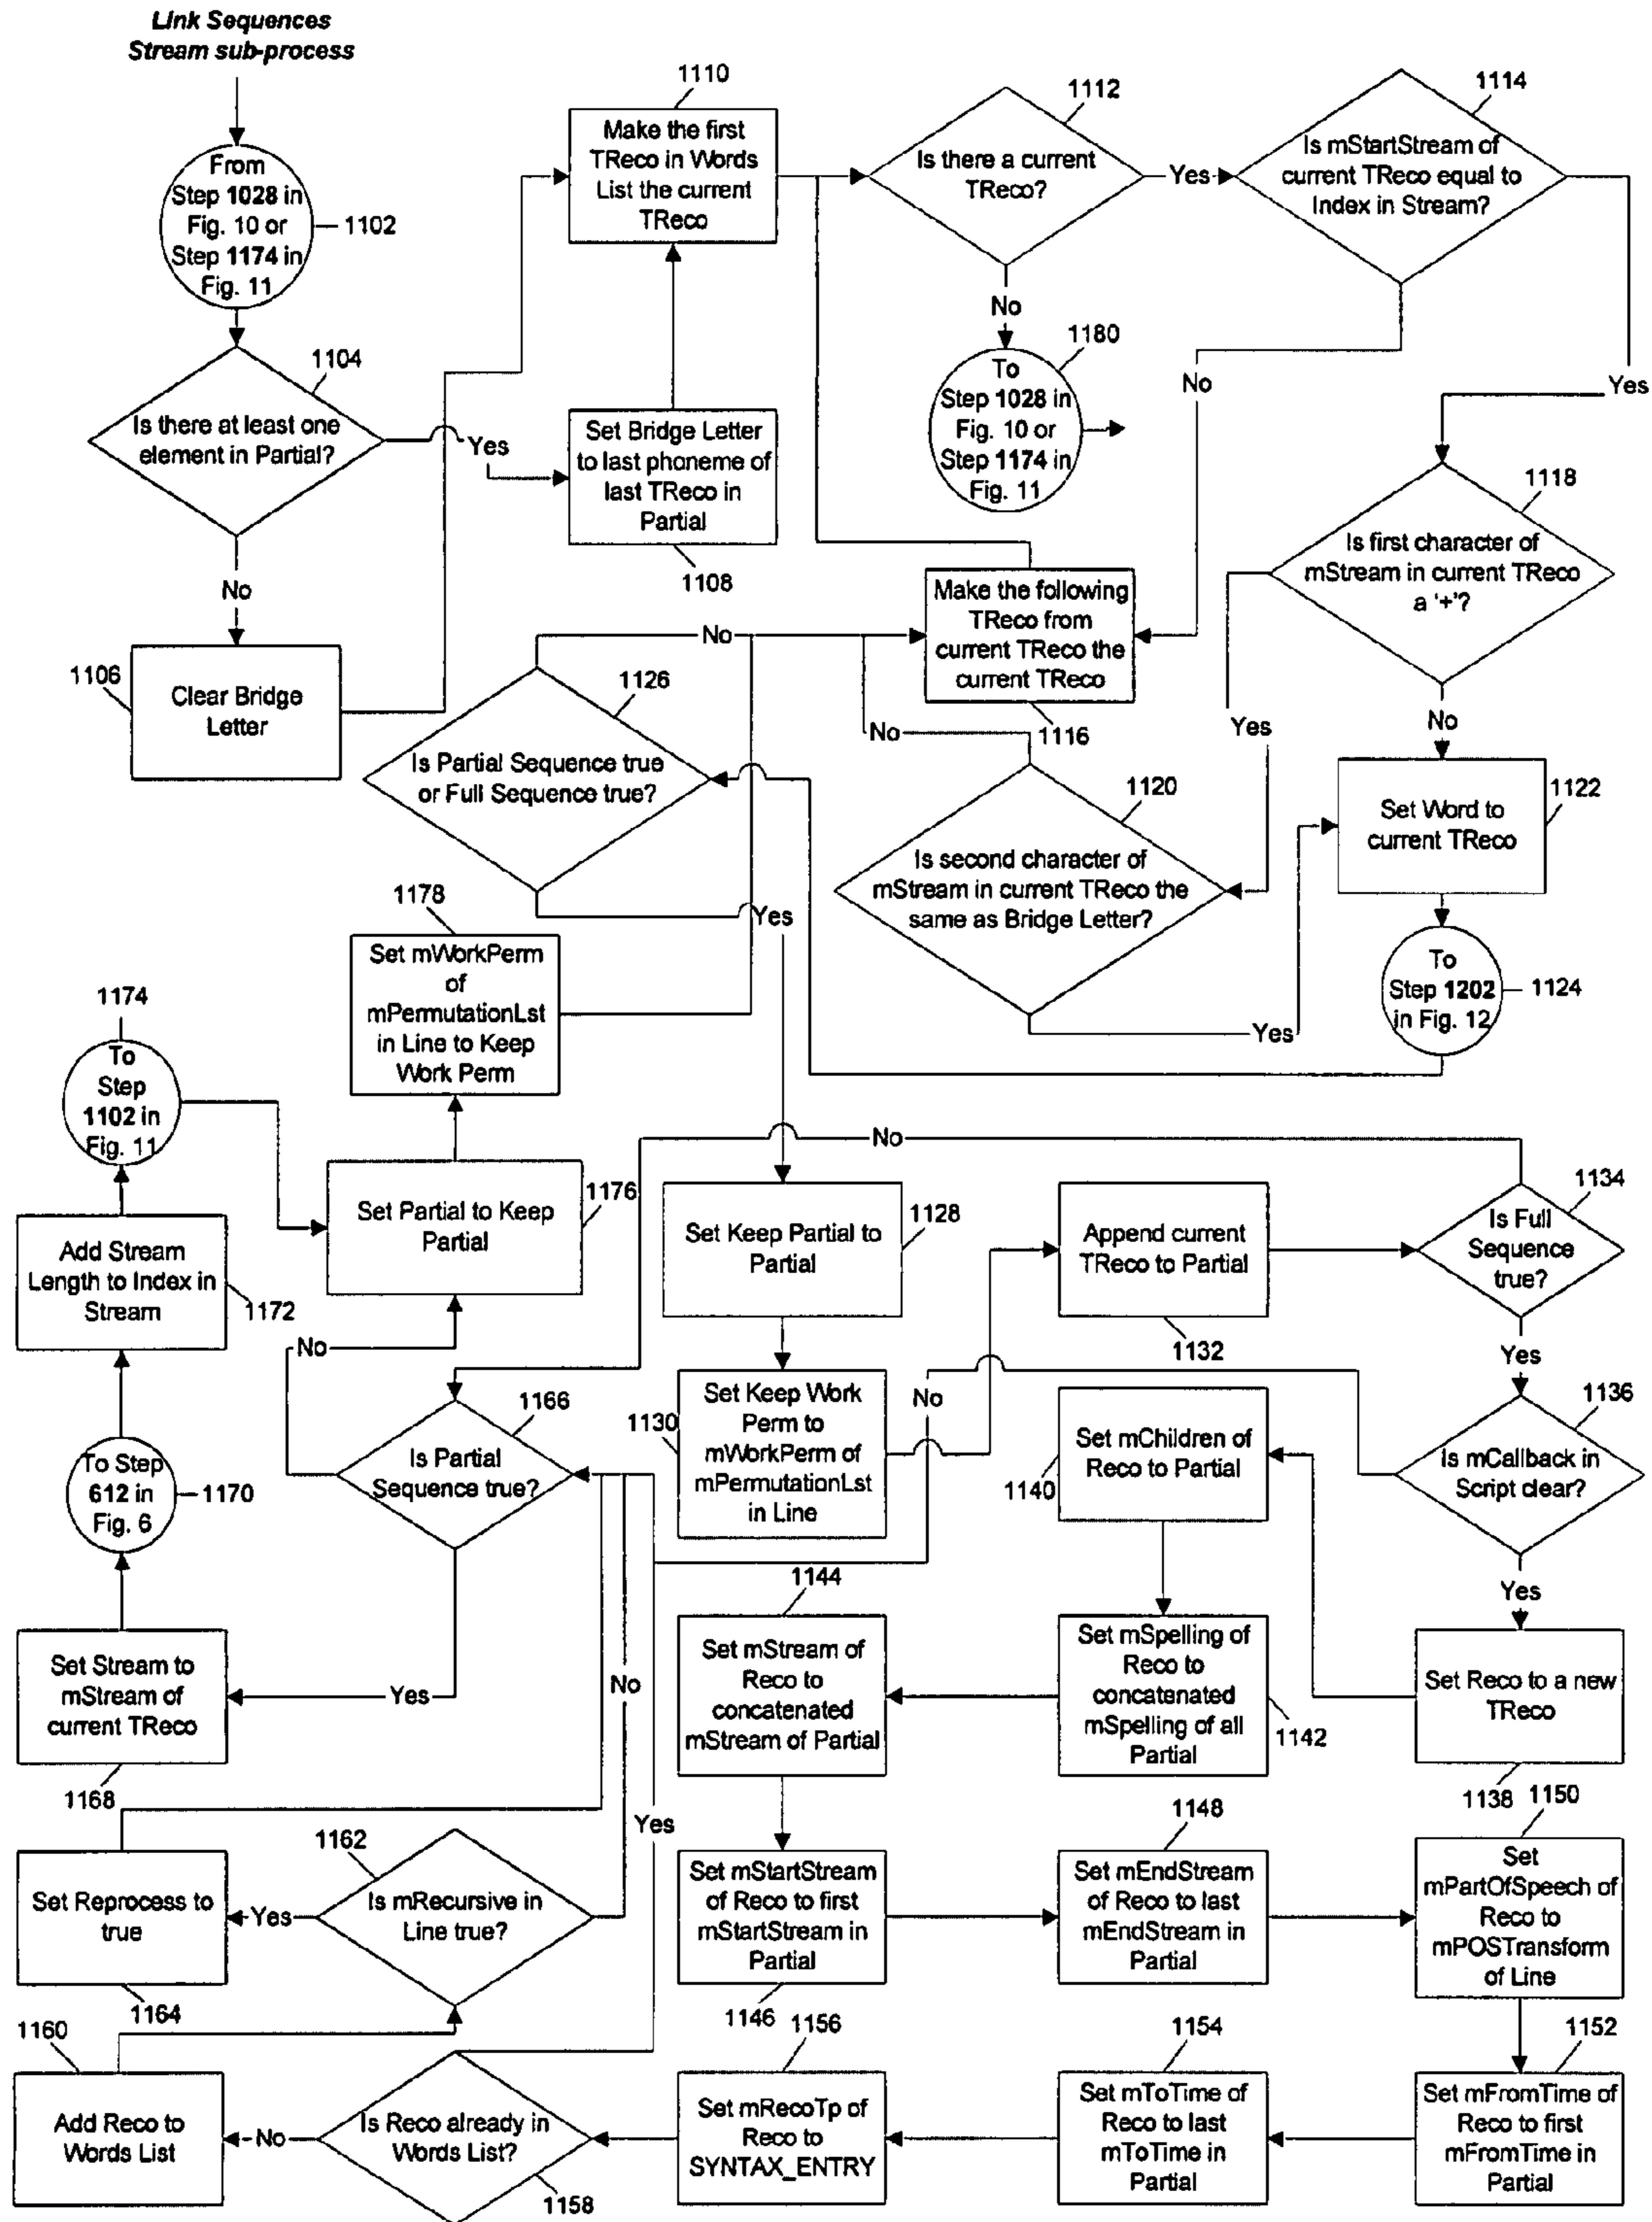 Link Sequences
Stream sub-process
From
Step 1028 in
Fig. 10 or
Step 1174 in
Fig. 11
1102
1104
Is there at least one
element in Partial?
Yes
No
1106
Clear Bridge
Letter
1110
Make the first
TReco in Words
List the current
TReco
Set Bridge Letter
to last phoneme of
last TReco in
Partial
1108
1112
Is there a current
TReco?
Yes
No
1180
To
Step 1028 in
Fig. 10 or
Step 1174 in
Fig. 11
1114
Is mStartStream of
current TReco equal to
Index in Stream?
No
Yes
Make the following
TReco from
current TReco the
current TReco
1116
1118
Is first character of
mStream in current TReco
a '+'?
Yes
No
1120
Is second character of
mStream in current TReco the
same as Bridge Letter?
No
Yes
1122
Set Word to
current TReco
To
Step 1202
in Fig. 12
1124
No
1126
Is Partial Sequence true
or Full Sequence true?
Yes
1178
Set mWorkPerm
of
mPermutationLst
in Line to Keep
Work Perm
1174
To
Step
1102 in
Fig. 11
1176
Set Partial to Keep
Partial
Add Stream
Length to Index in
Stream
1172
No
To Step
612 in
Fig. 6
1170
1166
Is Partial
Sequence true?
Yes
Set Stream to
mStream of
current TReco
1168
1128
Set Keep Partial to
Partial
1130
Set Keep Work
Perm to
mWorkPerm of
mPermutationLst
in Line
Append current
TReco to Partial
1132
No
1134
Is Full
Sequence
true?
Yes
1136
Is mCallback in
Script clear?
No
Yes
Set Reco to a new
TReco
1138
1140
Set mChildren of
Reco to Partial
Set mSpelling of
Reco to
concatenated
mSpelling of all
Partial
1142
1144
Set mStream of
Reco to
concatenated
mStream of Partial
Set mStartStream
of Reco to first
mStartStream in
Partial
1146
1148
Set mEndStream
of Reco to last
mEndStream in
Partial
1150
Set
mPartOfSpeech of
Reco to
mPOSTransform
of Line
1152
Set mFromTime of
Reco to first
mFromTime in
Partial
1154
Set mToTime of
Reco to last
mToTime in
Partial
1156
Set mRecoTp of
Reco to
SYNTAX_ENTRY
Is Reco already in
Words List?
1158
Yes
No
1160
Add Reco to
Words List
1162
Is mRecursive in
Line true?
No
Yes
Set Reprocess to
true
1164